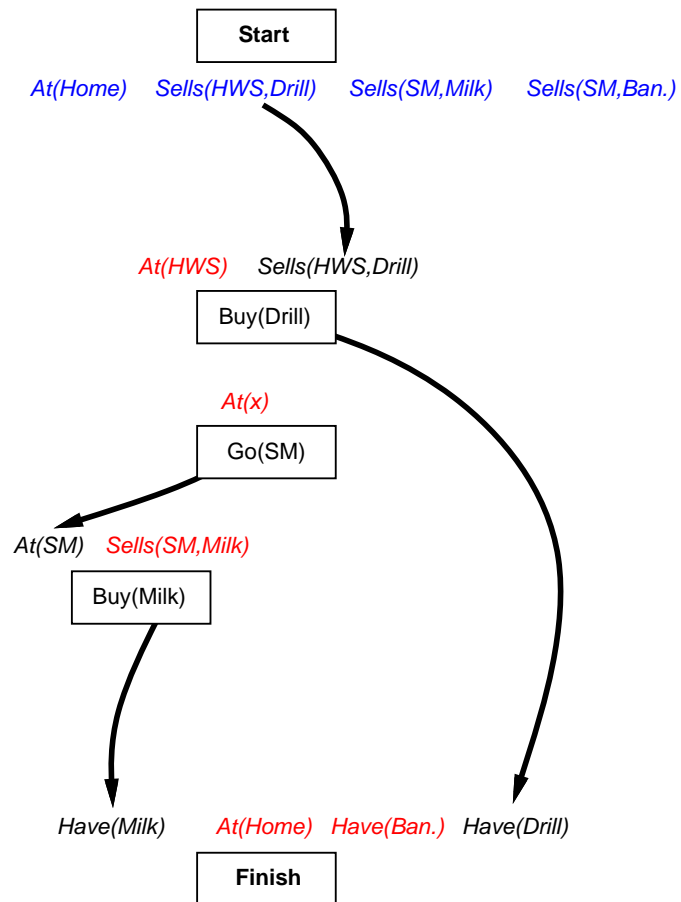 Start
At(Home) Sells(HWS,Drill) Sells(SM,Milk) Sells(SM,Ban.)
At(HWS) Sells(HWS,Drill)
Buy(Drill)
At(x)
Go(SM)
At(SM) Sells(SM,Milk)
Buy(Milk)
Have(Milk) At(Home) Have(Ban.) Have(Drill)
Finish